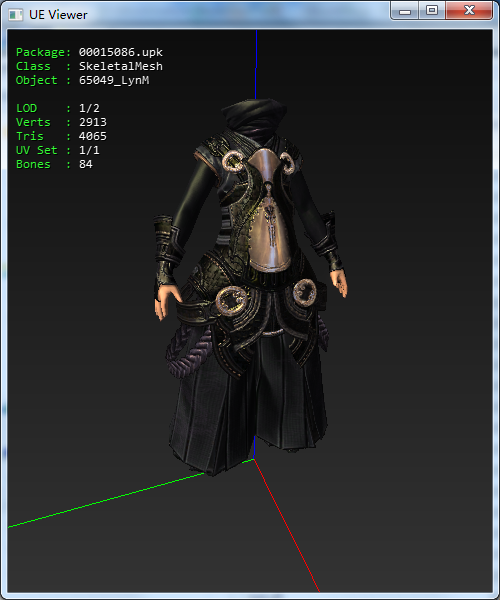 UE Viewer
Package: 00015086.upk
Class  : SkeletalMesh
Object : 65049_LynM
LOD    : 1/2
Verts  : 2913
Tris   : 4065
UV Set : 1/1
Bones  : 84